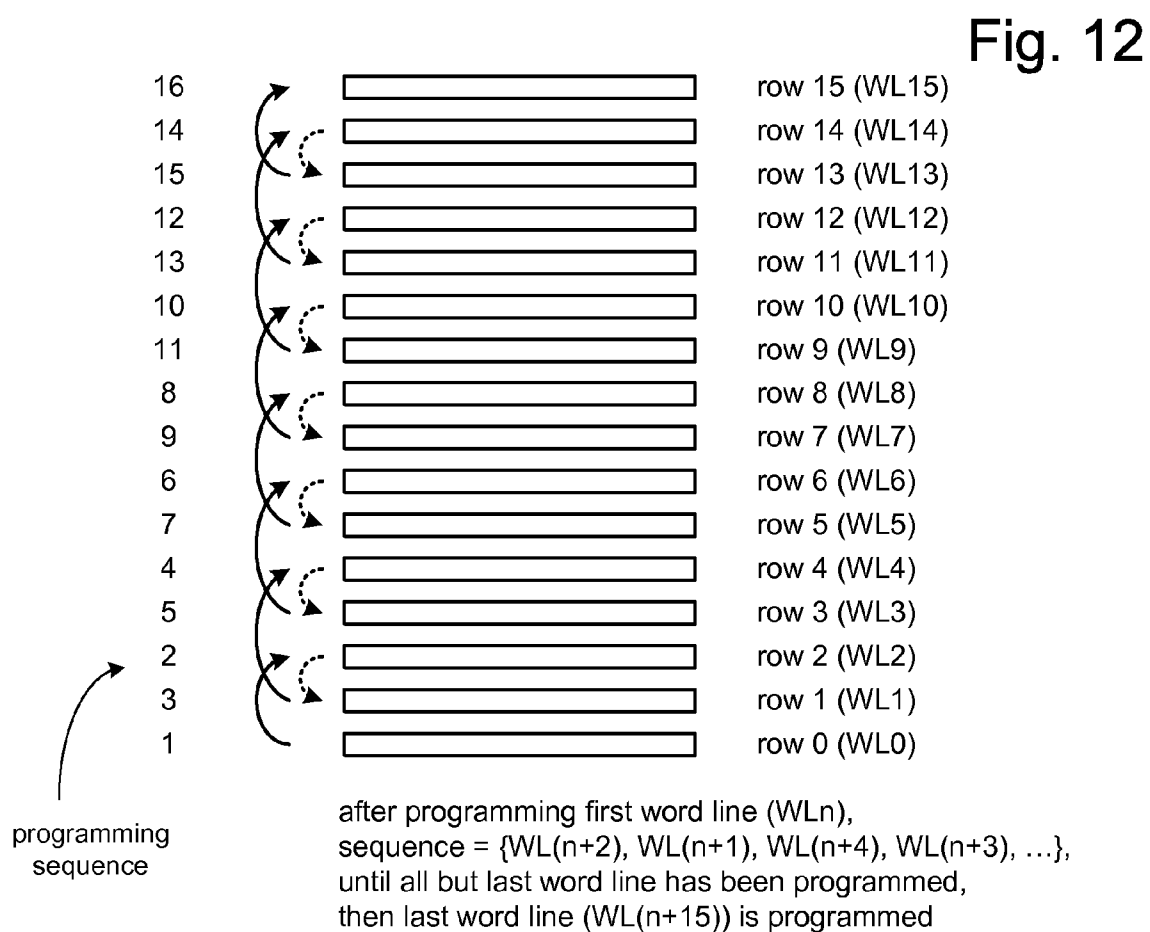 Fig. 12
16 row 15 (WL15)
14 row 14 (WL14)
15 row 13 (WL13)
12 row 12 (WL12)
13 row 11 (WL11)
10 row 10 (WL10)
11 row 9 (WL9)
8 row 8 (WL8)
9 row 7 (WL7)
6 row 6 (WL6)
7 row 5 (WL5)
4 row 4 (WL4)
5 row 3 (WL3)
2 row 2 (WL2)
3 row 1 (WL1)
1 row 0 (WL0)
programming
sequence
after programming first word line (WLn),
sequence = {WL(n+2), WL(n+1), WL(n+4), WL(n+3), …},
until all but last word line has been programmed,
then last word line (WL(n+15)) is programmed